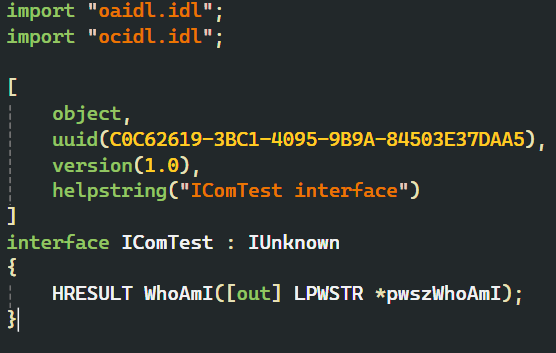 import "oaidl.idl";
import "ocidl.idl";
[
object,
uuid(C0C62619-3BC1-4095-9B9A-84503E37DAA5),
version(1.0),
helpstring("IComTest interface")
]
interface IComTest : IUnknown
{
HRESULT WhoAmI([out] LPWSTR *pwszWhoAmI);
}